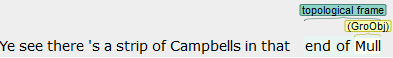 topological frame
(GroObj)
Ye see there 's a strip of Campbells in that end of Mull